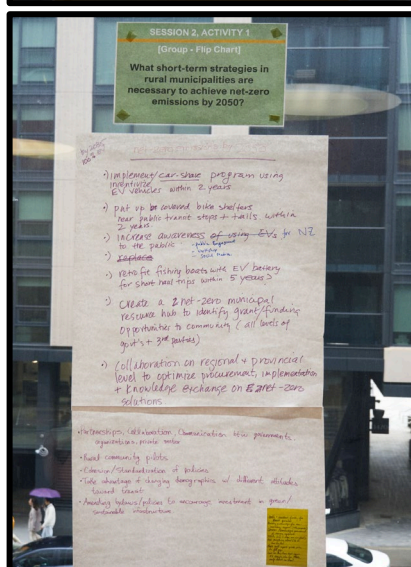 SESSION 2, ACTIVITY 1
[Group - Flip Chart]
What short-term strategies in
rural municipalities are
necessary to achieve net-zero
emissions by 2050?
•) implement/car-share program using
incentivize
EV vehicles within 2 years
•) put up covered bike shelters
near public transit stops + trails, within
2 years
•) increase awareness of using EVs for NZ
to the public
•) replace
•) retrofit fishing boats with EV battery
for short haul trips within 5 years?
•) Create a net-zero municipal
resource hub to identify grant/funding
opportunities to community (all levels of
gov't + 3rd parties)
•) Collaboration on regional + provincial
level to optimize procurement, implementation
+ knowledge exchange on net-zero
solutions
• Partnerships, Collaboration, Communication b/w governments
organizations, private sector
• Rural community pilots
• Cohesion/Standardization of policies
• Take advantage of changing demographics w/ different attitudes
toward
• Amending bylaws/policies to encourage investment in green/
sustainable infrastructure